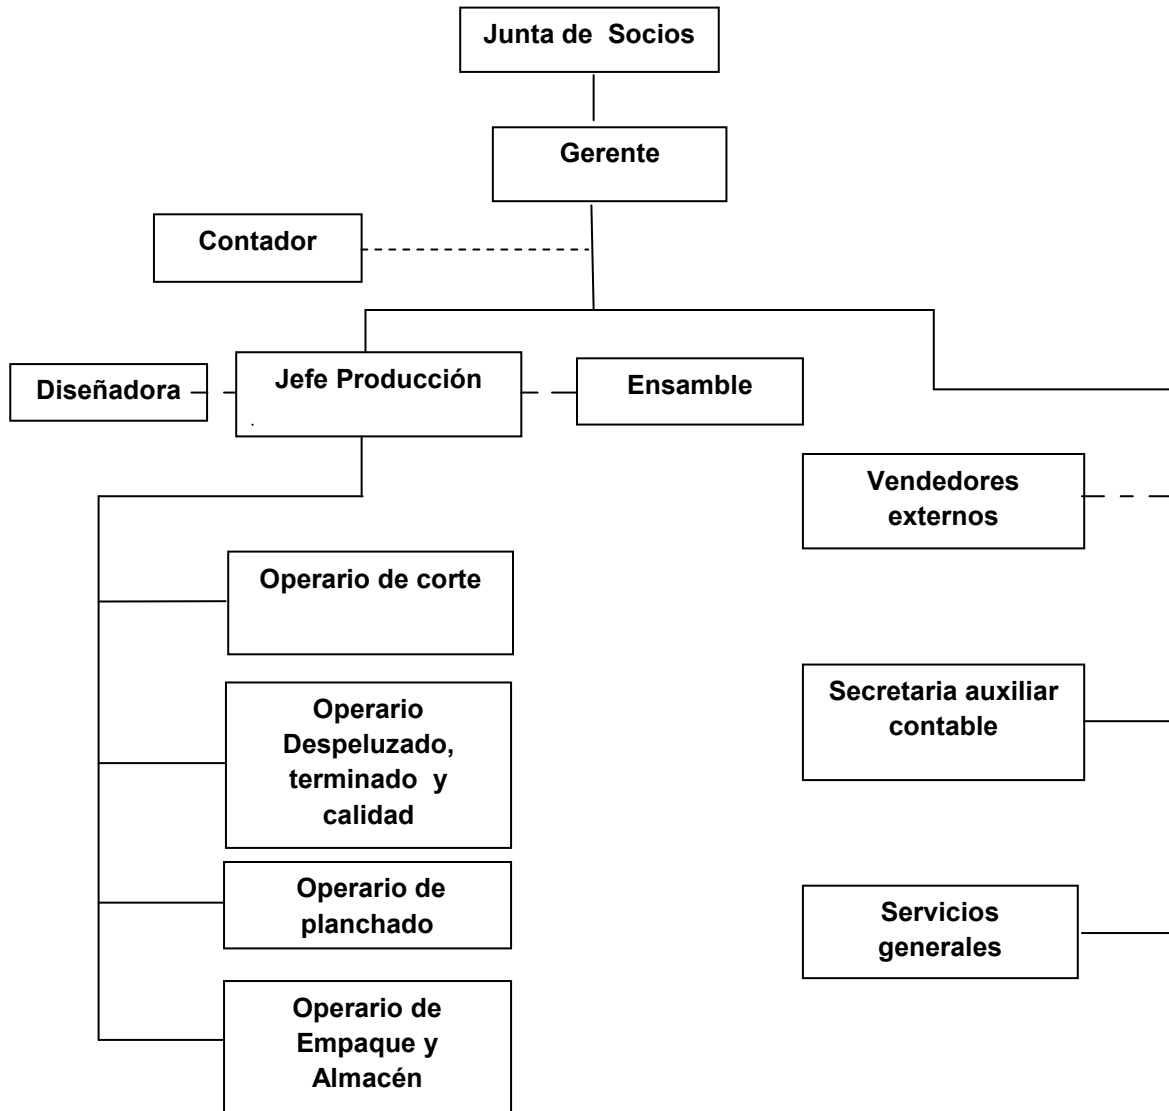 Junta de  Socios
Gerente
Contador
Diseñadora
Jefe Producción
.
Ensamble
Vendedores
externos
Operario de corte
Secretaria auxiliar
contable
Operario
Despeluzado,
terminado  y
calidad
Operario de
planchado
Servicios
generales
Operario de
Empaque y
Almacén